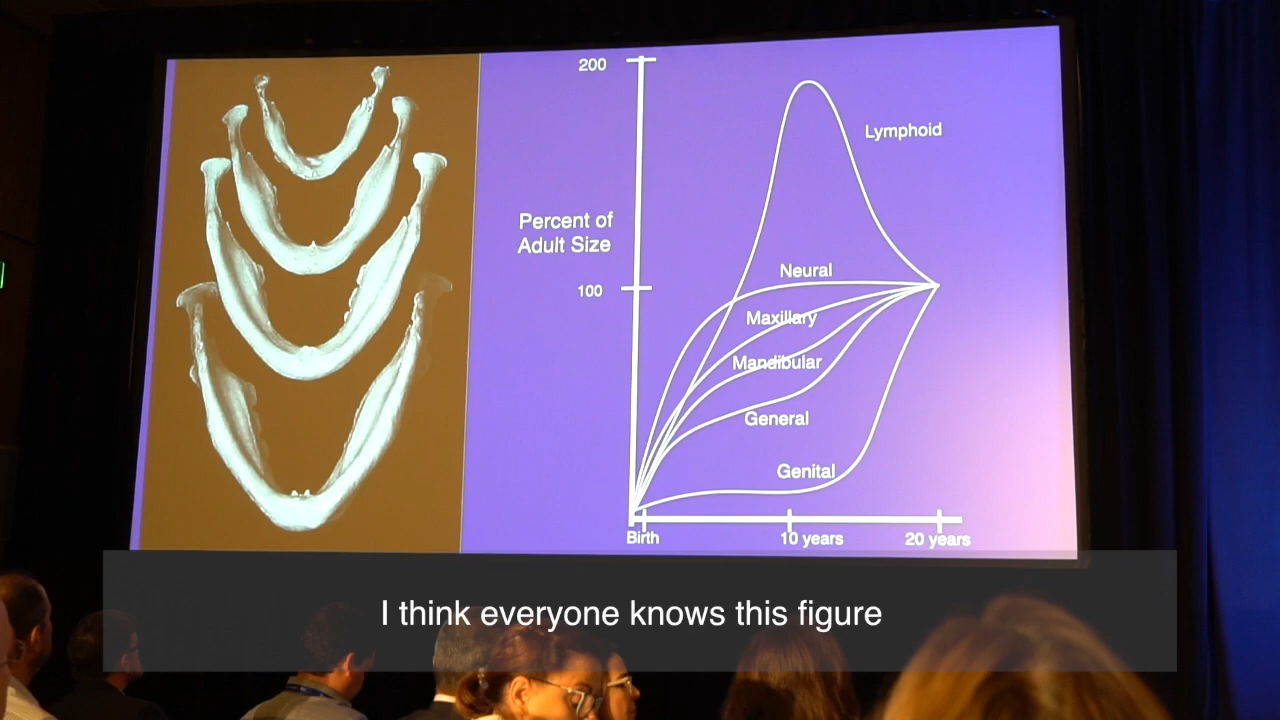 200
Lymphoid
Percent of
Adult Size
Neural
100
Maxillary
Mandibular
General
Genital
Birth
10 years
20 years
I think everyone knows this figure